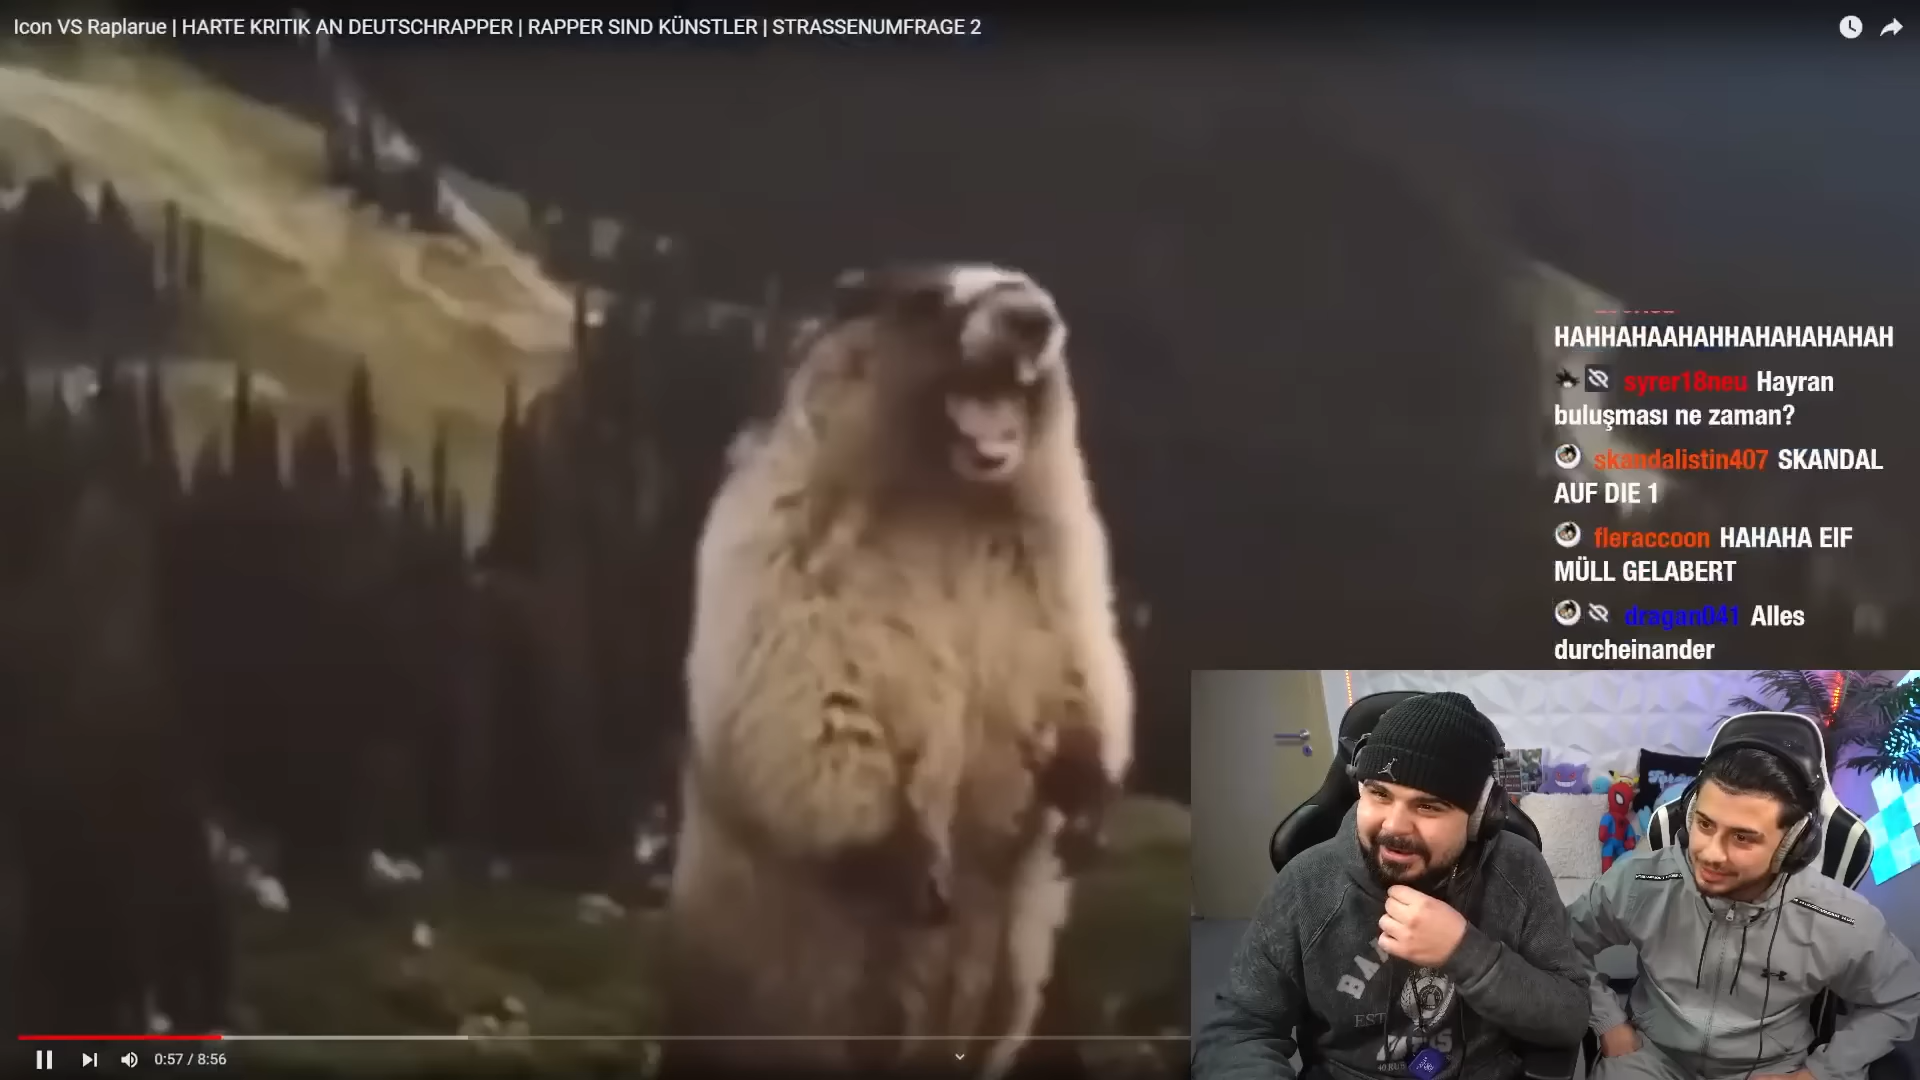 Icon VS Raplarue | HARTE KRITIK AN DEUTSCHRAPPER | RAPPER SIND KÜNSTLER | STRASSENUMFRAGE 2
HAHHAHAAHAHHAHAHAHAHAH
syrer18neu Hayran
buluşması ne zaman?
skandalistin407 SKANDAL
AUF DIE 1
fleraccoon HAHAHA EIF
MÜLL GELABERT
dragan041 Alles
durcheinander
0:57 / 8:56